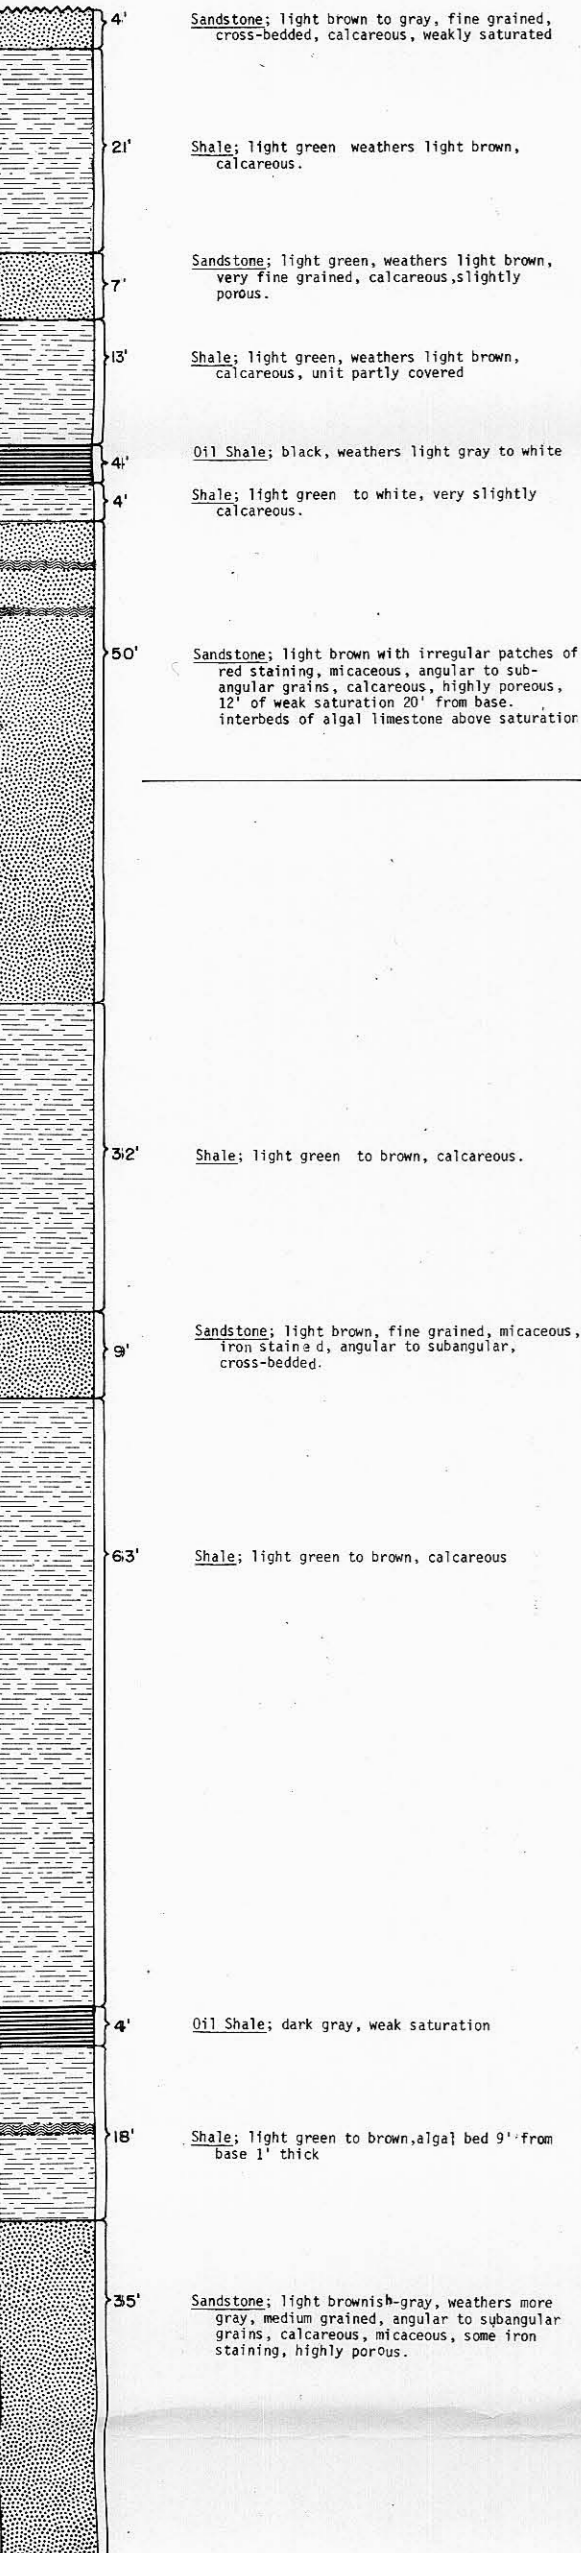 4'
Sandstone; light brown to gray, fine grained,
cross-bedded, calcareous, weakly saturated
21'
Shale; light green weathers light brown,
calcareous.
7'
Sandstone; light green, weathers light brown,
very fine grained, calcareous,slightly
porous.
13'
Shale; light green, weathers light brown,
calcareous, unit partly covered
4'
Oil Shale; black, weathers light gray to white
4'
Shale; light green to white, very slightly
calcareous.
50'
Sandstone; light brown with irregular patches of
red staining, micaceous, angular to sub-
angular grains, calcareous, highly poreous,
12' of weak saturation 20' from base.
interbeds of algal limestone above saturation
32'
Shale; light green to brown, calcareous.
9'
Sandstone; light brown, fine grained, micaceous,
iron stained, angular to subangular,
cross-bedded.
63'
Shale; light green to brown, calcareous
4'
Oil Shale; dark gray, weak saturation
18'
Shale; light green to brown,algal bed 9' from
base 1' thick
35'
Sandstone; light brownish-gray, weathers more
gray, medium grained, angular to subangular
grains, calcareous, micaceous, some iron
staining, highly porous.